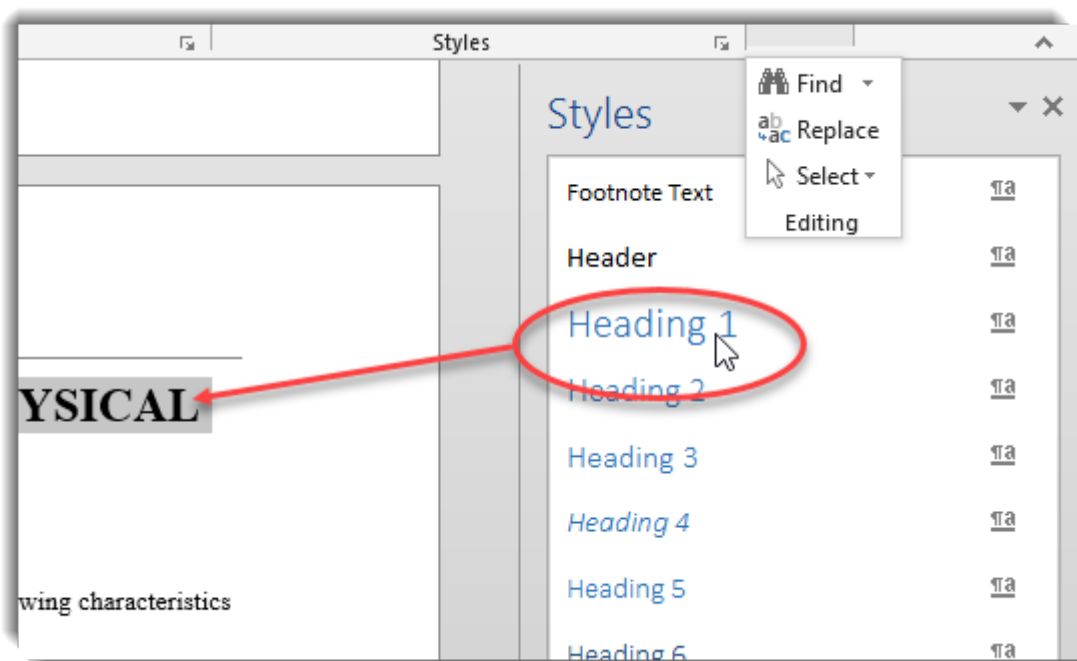 Styles
Styles
Find
Replace
Select
Editing
Footnote Text
Header
Heading 1
Heading 2
Heading 3
Heading 4
Heading 5
Heading 6
YSICAL
wing characteristics